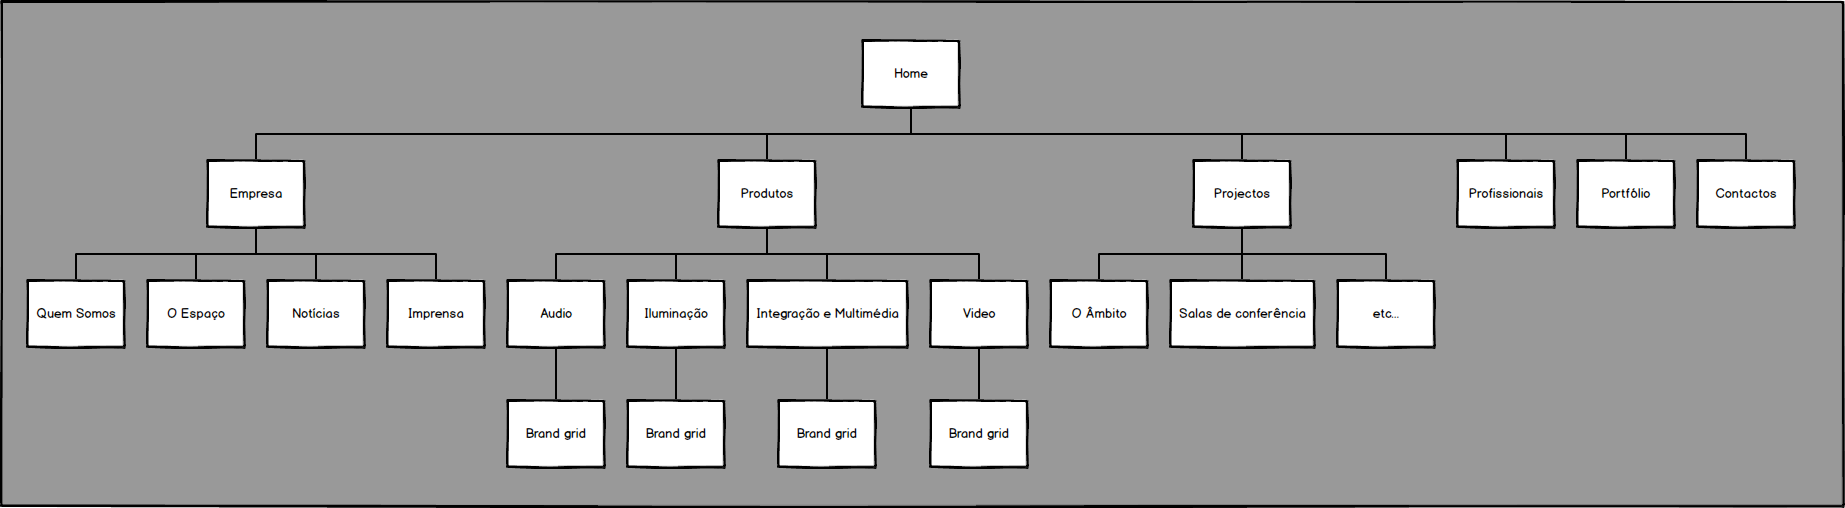 Home
Empresa
Produtos
Projectos
Profissionais
Portfólio
Contactos
Quem Somos
O Espaço
Notícias
Imprensa
Audio
Iluminação
Integração e Multimédia
Video
O Âmbito
Salas de conferência
etc...
Brand grid
Brand grid
Brand grid
Brand grid